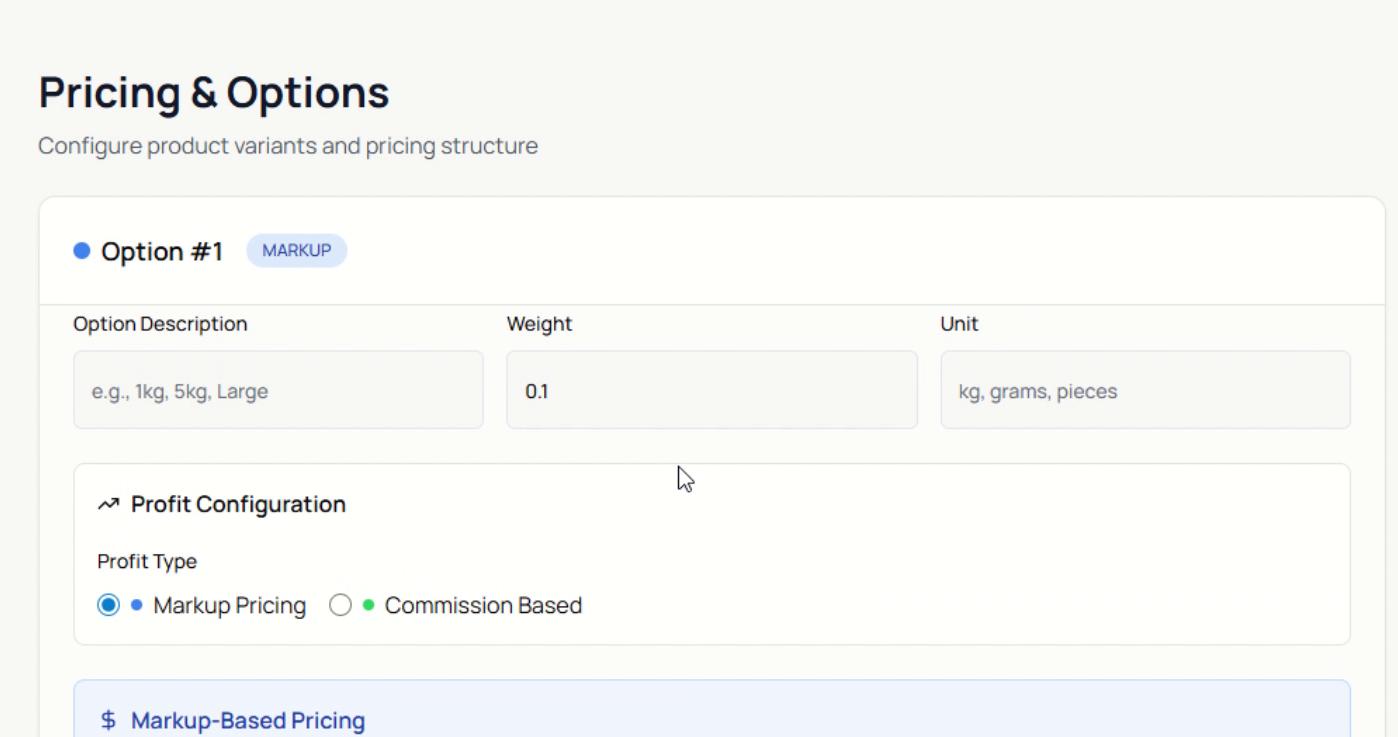 Pricing & Options
Configure product variants and pricing structure
Option #1 MARKUP
Option Description Weight Unit
e.g., 1kg, 5kg, Large 0.1 kg, grams, pieces
Profit Configuration
Profit Type
Markup Pricing Commission Based
$ Markup-Based Pricing